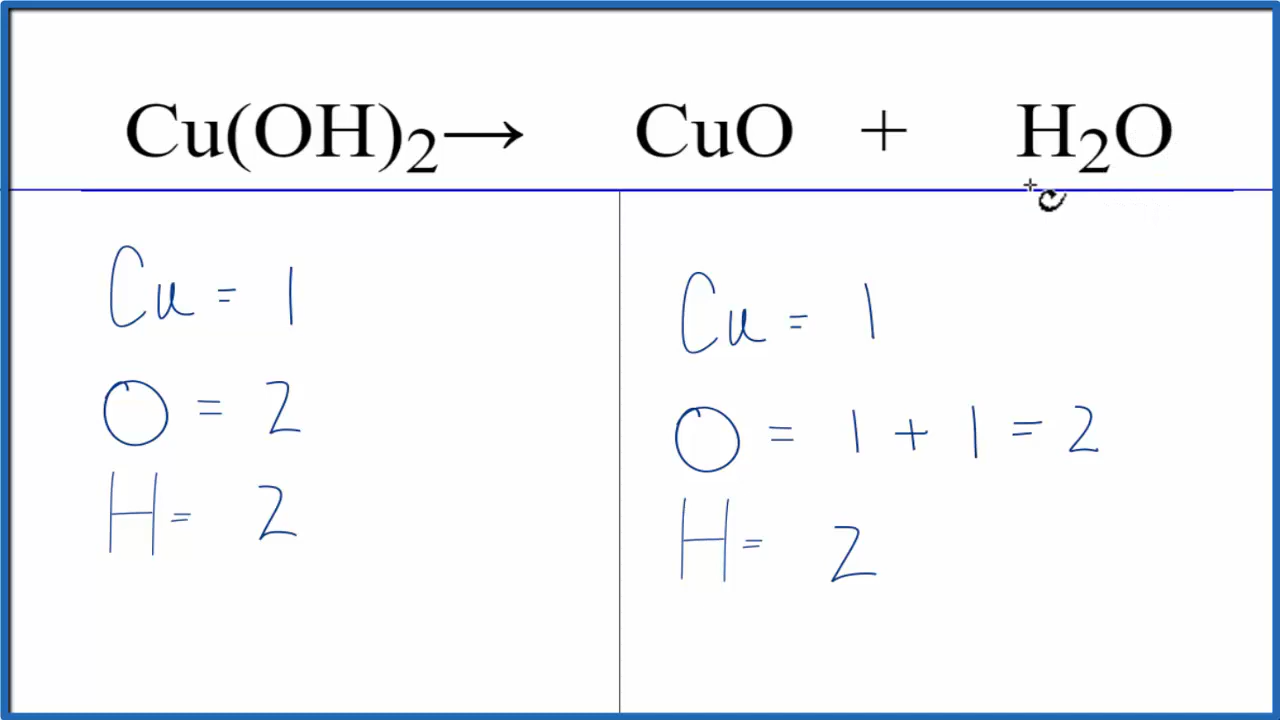 Cu(OH)₂→ CuO + H₂O
Cu = 1
O = 2
H = 2
Cu = 1
O = 1 + 1 = 2
H = 2